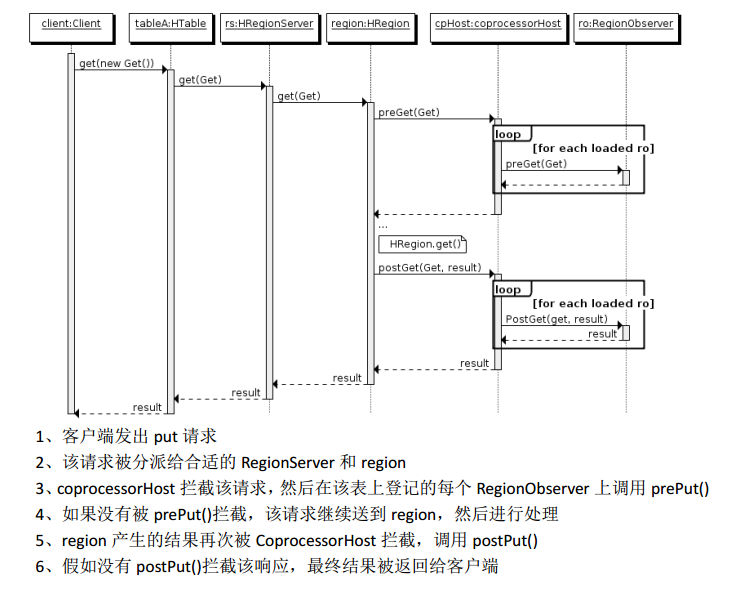 client:Client tableA:HTable rs:HRegionServer region:HRegion cpHost:coprocessorHost ro:RegionObserver
get(new Get())
get(Get)
get(Get)
preGet(Get)
loop
[for each loaded ro]
preGet(Get)
...
HRegion.get()
postGet(Get, result)
loop
[for each loaded ro]
PostGet(get, result)
result
result
result
result
result
1、客户端发出 put 请求
2、该请求被分派给合适的 RegionServer 和 region
3、coprocessorHost 拦截该请求，然后在该表上登记的每个 RegionObserver 上调用 prePut()
4、如果没有被 prePut()拦截，该请求继续送到 region，然后进行处理
5、region 产生的结果再次被 CoprocessorHost 拦截，调用 postPut()
6、假如没有 postPut()拦截该响应，最终结果被返回给客户端